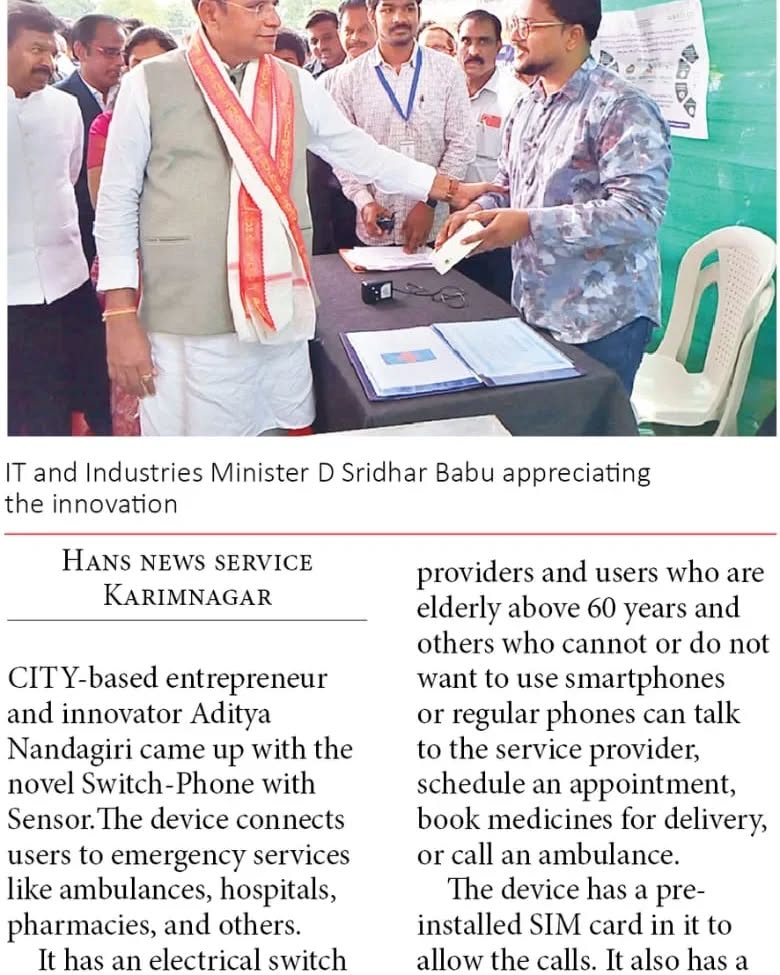 IT and Industries Minister D Sridhar Babu appreciating
the innovation
HANS NEWS SERVICE
KARIMNAGAR
CITY-based entrepreneur
and innovator Aditya
Nandagiri came up with the
novel Switch-Phone with
Sensor.The device connects
users to emergency services
like ambulances, hospitals,
pharmacies, and others.
It has an electrical switch
providers and users who are
elderly above 60 years and
others who cannot or do not
want to use smartphones
or regular phones can talk
to the service provider,
schedule an appointment,
book medicines for delivery,
or call an ambulance.
The device has a pre-
installed SIM card in it to
allow the calls. It also has a